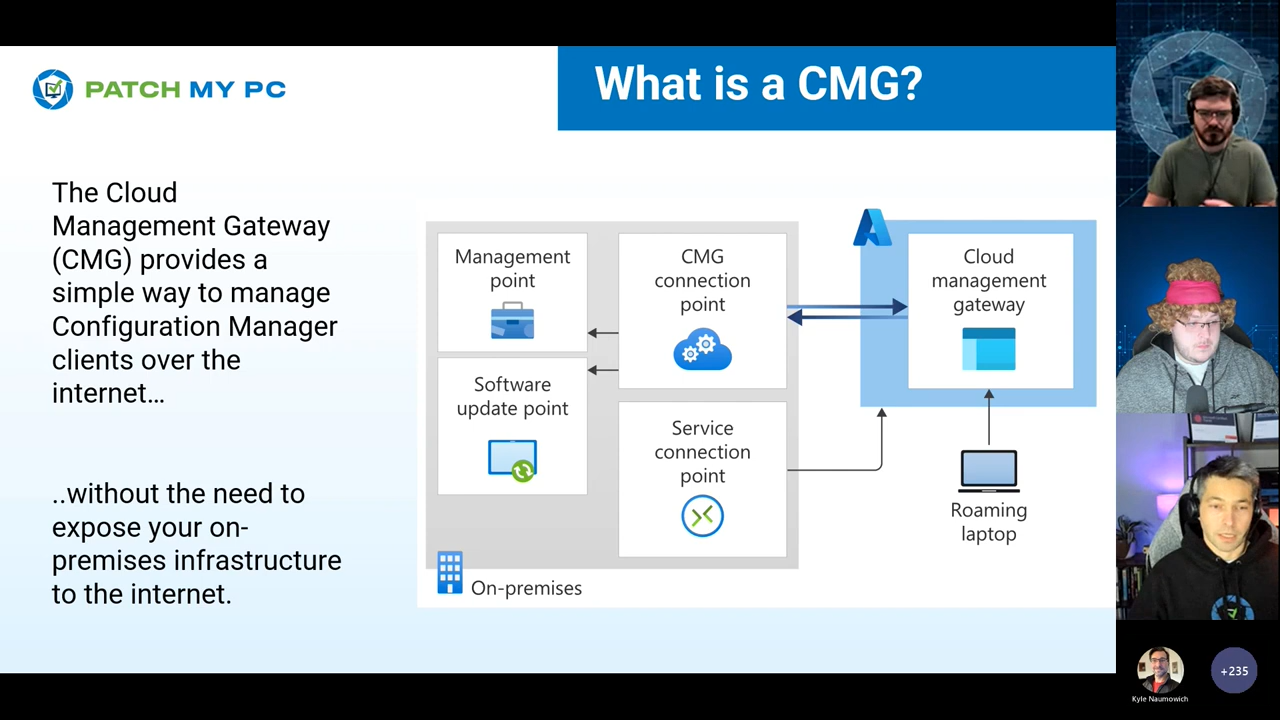 PATCH MY PC
What is a CMG?
The Cloud
Management Gateway
(CMG) provides a
simple way to manage
Configuration Manager
clients over the
internet…
..without the need to
expose your on-
premises infrastructure
to the internet.
Management
point
Software
update point
CMG
connection
point
Service
connection
point
On-premises
Cloud
management
gateway
Roaming
laptop
Kyle Naumowich
+235